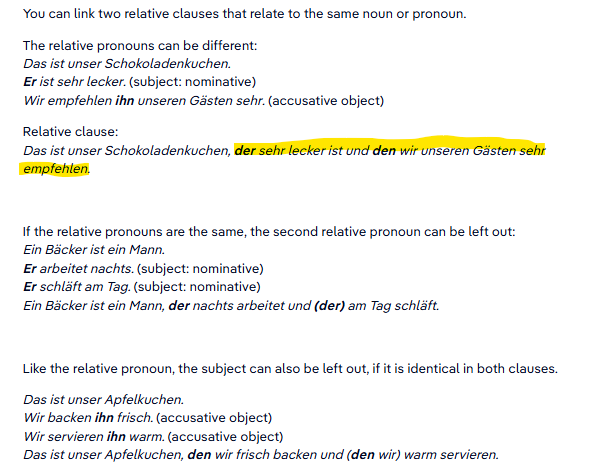 You can link two relative clauses that relate to the same noun or pronoun.
The relative pronouns can be different:
Das ist unser Schokoladenkuchen.
Er ist sehr lecker. (subject: nominative)
Wir empfehlen ihn unseren Gästen sehr. (accusative object)
Relative clause:
Das ist unser Schokoladenkuchen, der sehr lecker ist und den wir unseren Gästen sehr
empfehlen.
If the relative pronouns are the same, the second relative pronoun can be left out:
Ein Bäcker ist ein Mann.
Er arbeitet nachts. (subject: nominative)
Er schläft am Tag. (subject: nominative)
Ein Bäcker ist ein Mann, der nachts arbeitet und (der) am Tag schläft.
Like the relative pronoun, the subject can also be left out, if it is identical in both clauses.
Das ist unser Apfelkuchen.
Wir backen ihn frisch. (accusative object)
Wir servieren ihn warm. (accusative object)
Das ist unser Apfelkuchen, den wir frisch backen und (den wir) warm servieren.